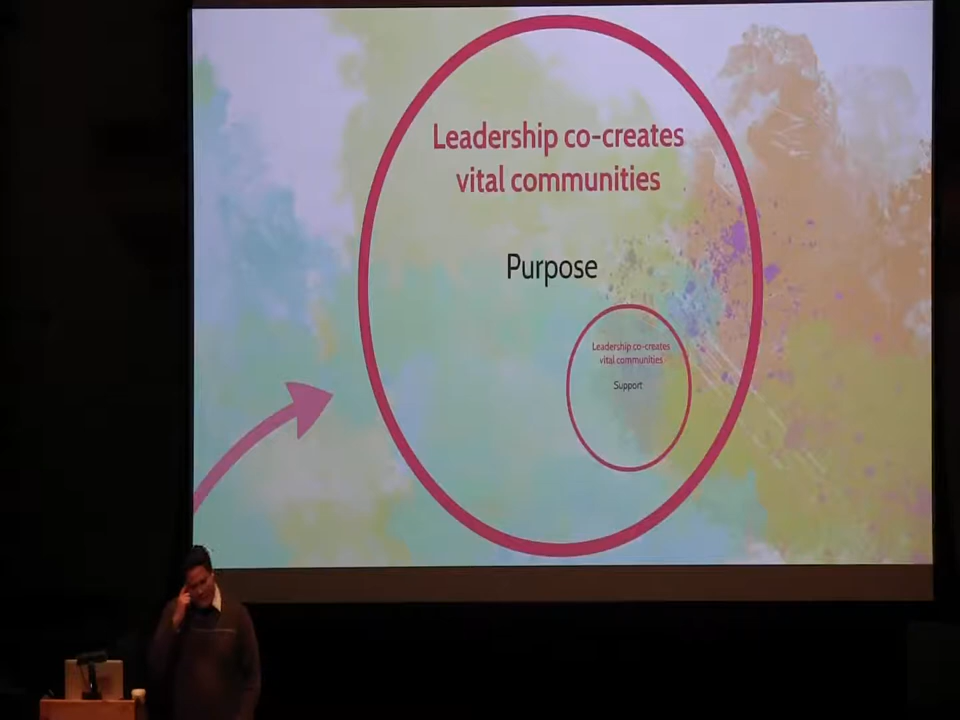 Leadership co-creates
vital communities
Purpose
Leadership co-creates
vital communities
Support